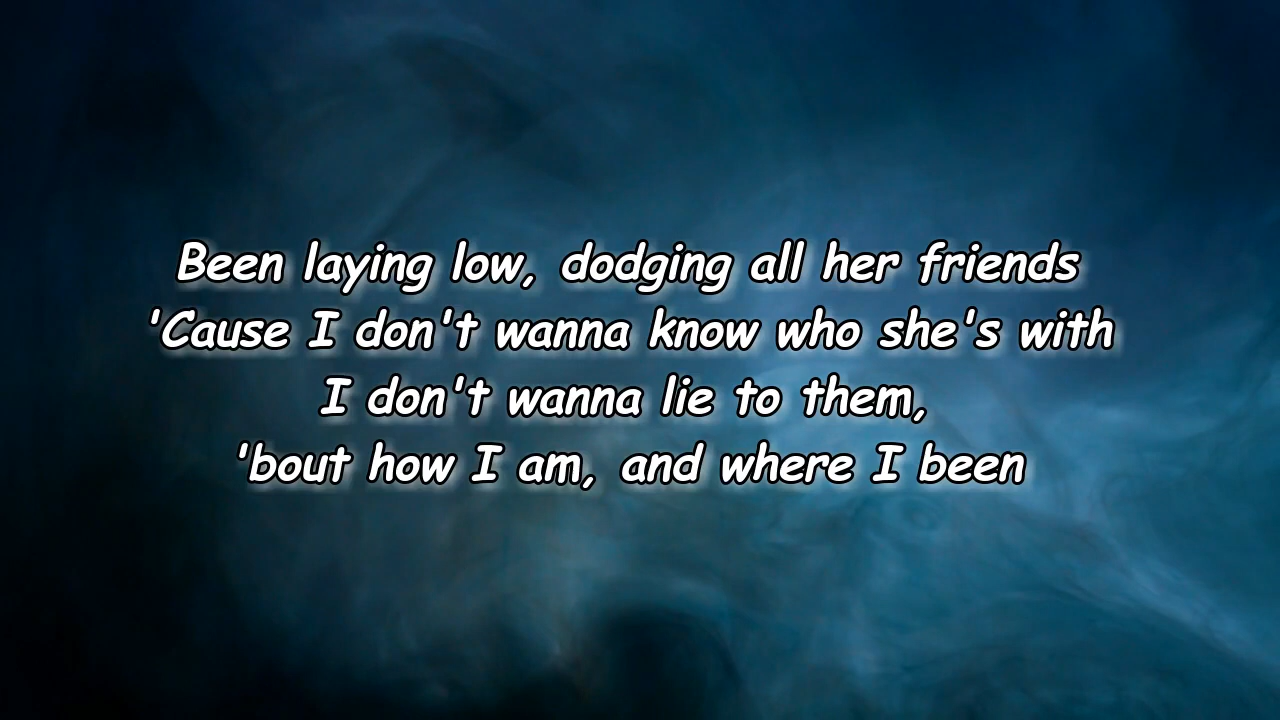 Been laying low, dodging all her friends
'Cause I don't wanna know who she's with
I don't wanna lie to them,
'bout how I am, and where I been